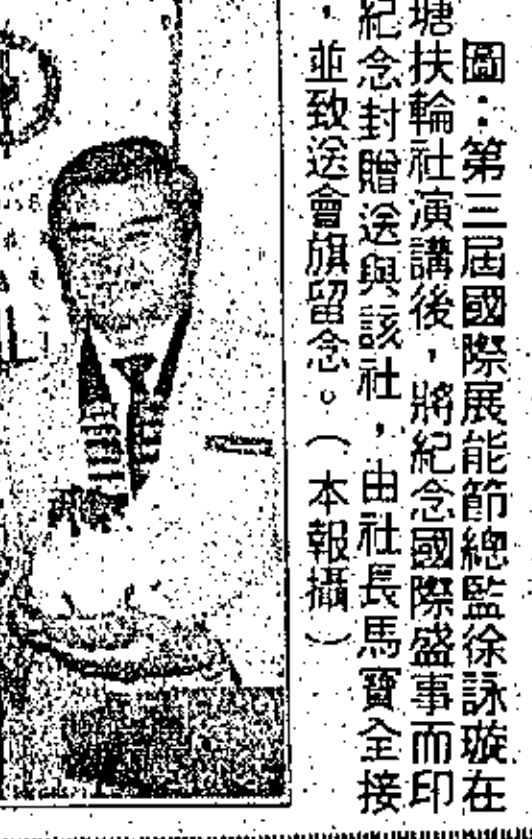 圖：第三屆國際展能節總監徐詠璇在
塘扶輪社演講後，將紀念國際盛事而印
紀念封贈送與該社，由社長馬寶全接
，並致送會旗留念。（本報攝）